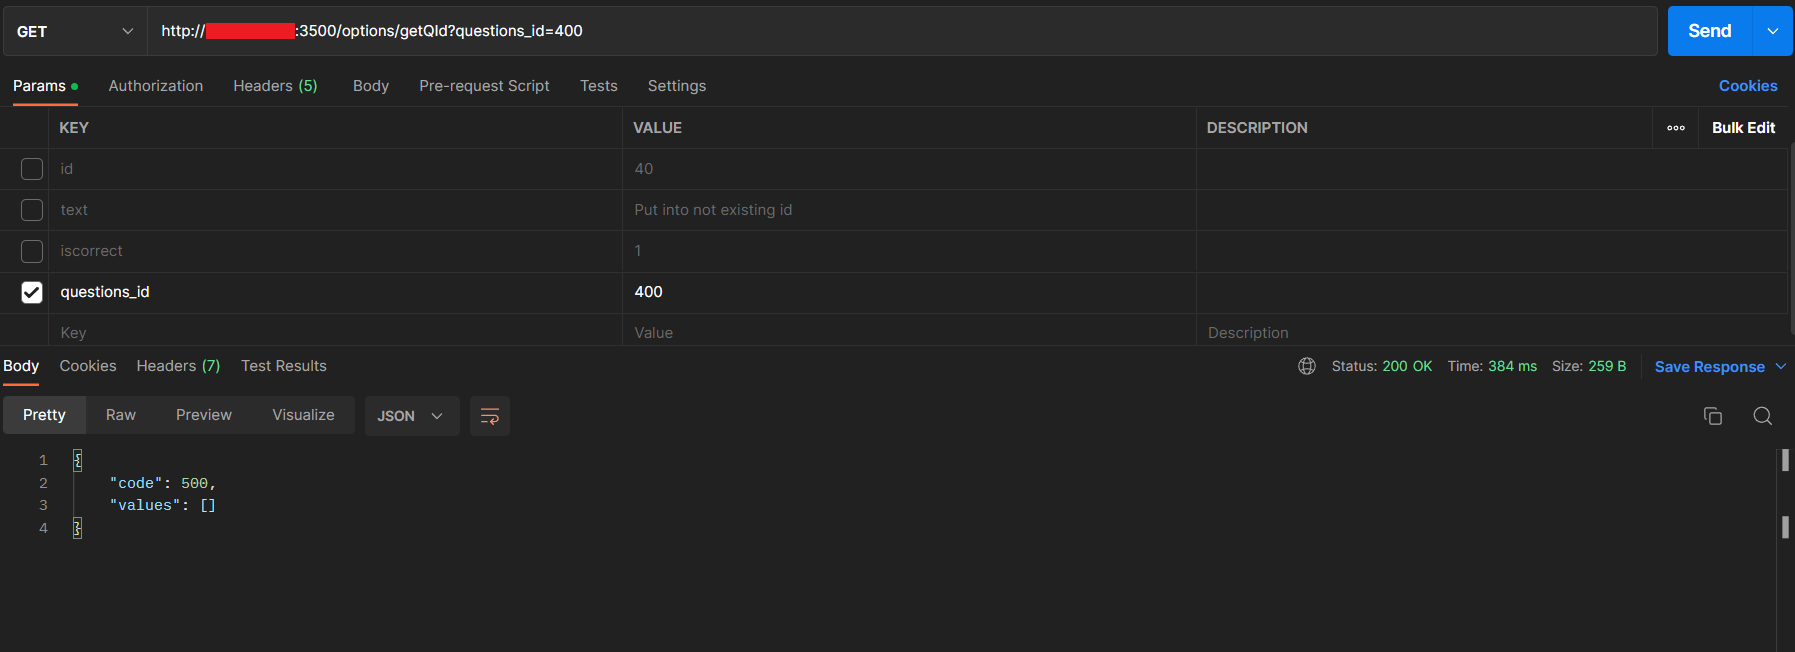 GET http:// :3500/options/getQId?questions_id=400 Send
Params Authorization Headers (5) Body Pre-request Script Tests Settings Cookies
KEY VALUE DESCRIPTION Bulk Edit
id 40
text Put into not existing id
iscorrect 1
questions_id 400
Key Value Description
Body Cookies Headers (7) Test Results Status: 200 OK Time: 384 ms Size: 259 B Save Response
Pretty Raw Preview Visualize JSON
1 {
2 "code": 500,
3 "values": []
4 }